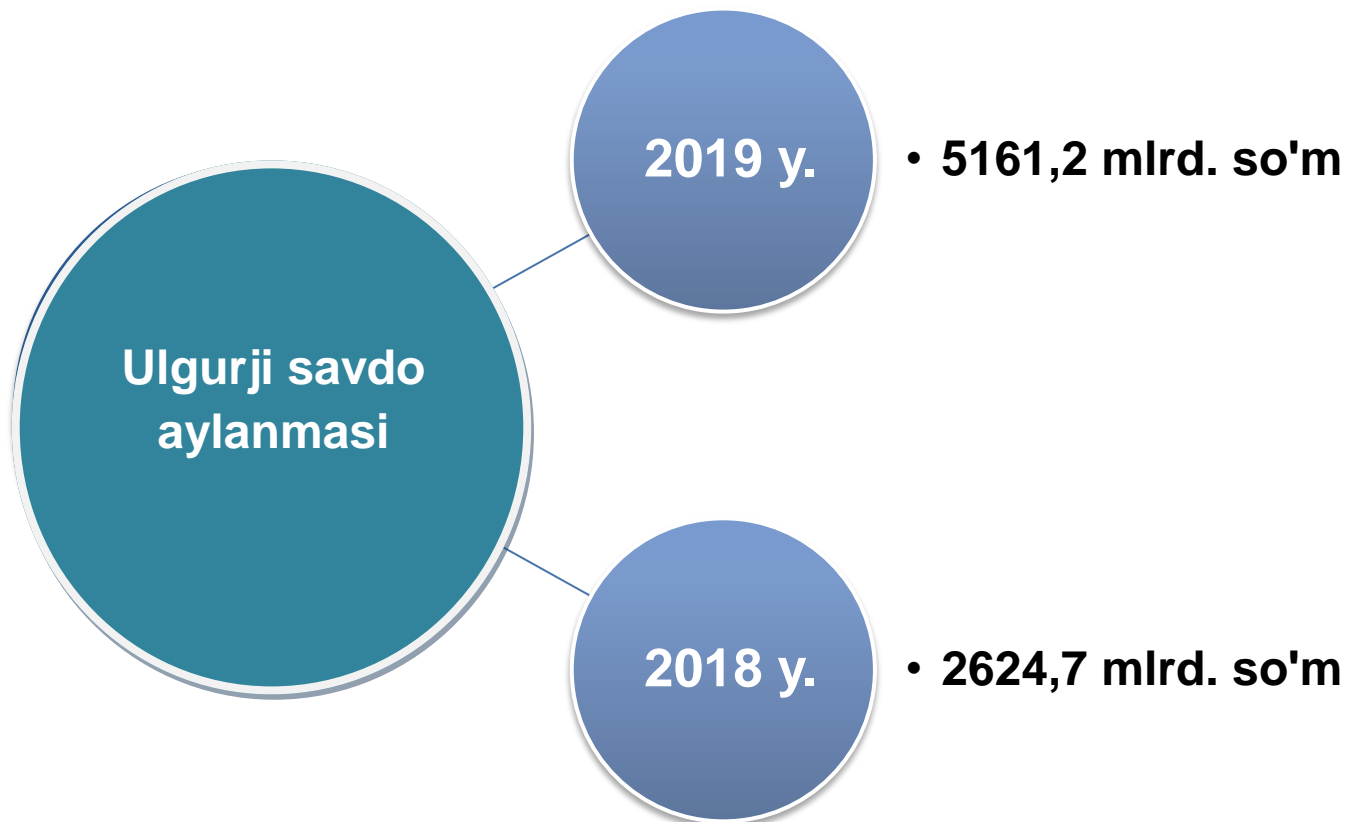 Ulgurji savdo
aylanmasi
2019 y.
• 5161,2 mlrd. so'm
2018 y.
• 2624,7 mlrd. so'm